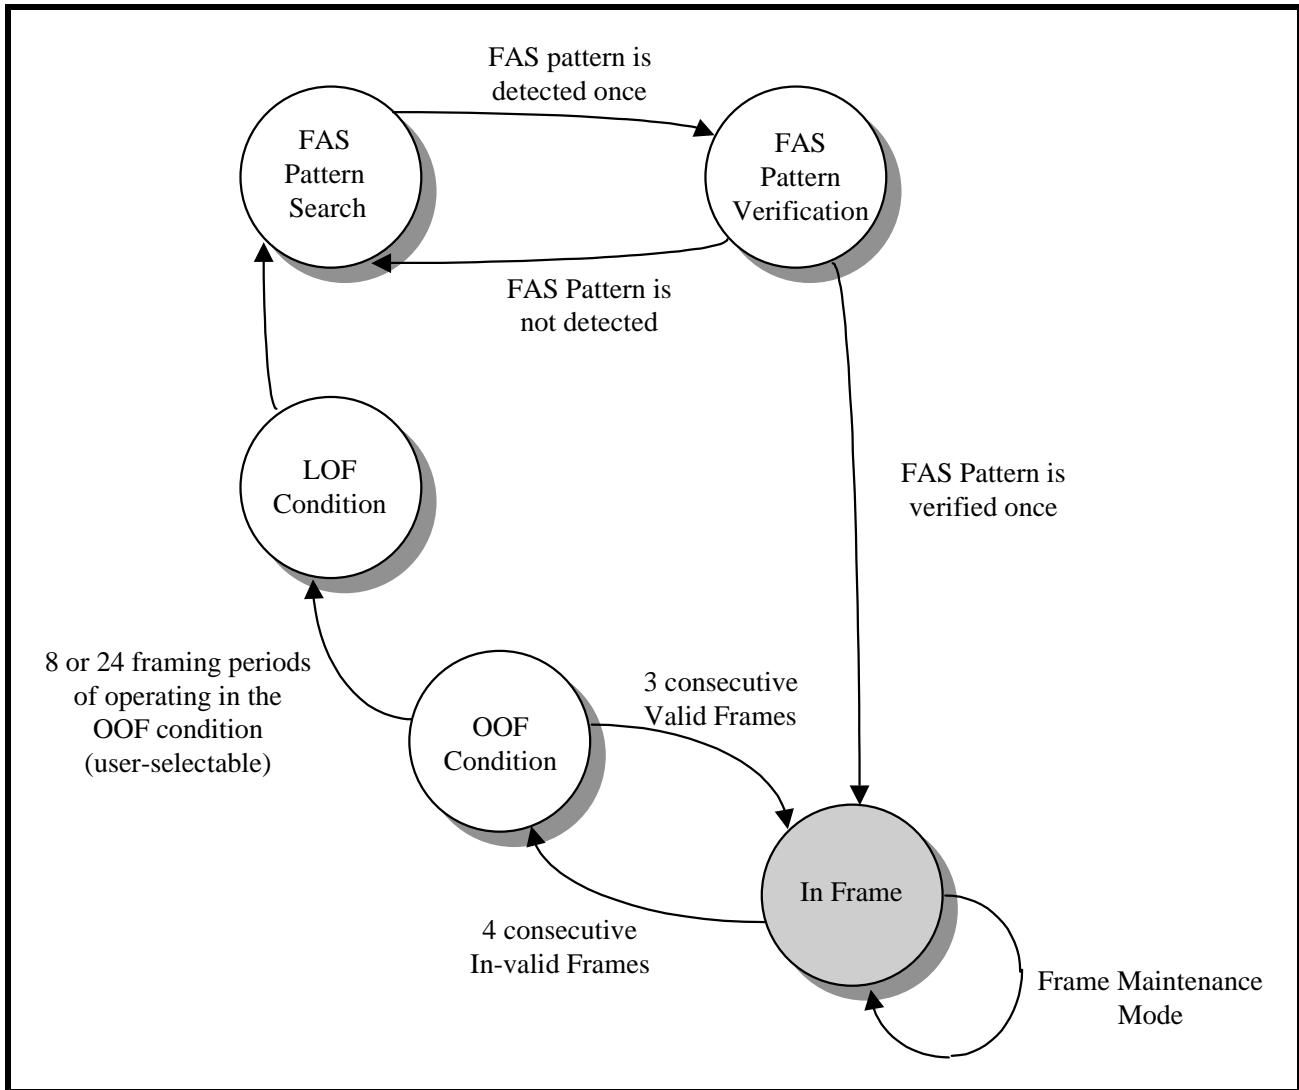 FAS pattern is
detected once
FAS
Pattern
Search
FAS
Pattern
Verification
FAS Pattern is
not detected
LOF
Condition
FAS Pattern is
verified once
8 or 24 framing periods
of operating in the
OOF condition
(user-selectable)
3 consecutive
Valid Frames
OOF
Condition
In Frame
4 consecutive
In-valid Frames
Frame Maintenance
Mode